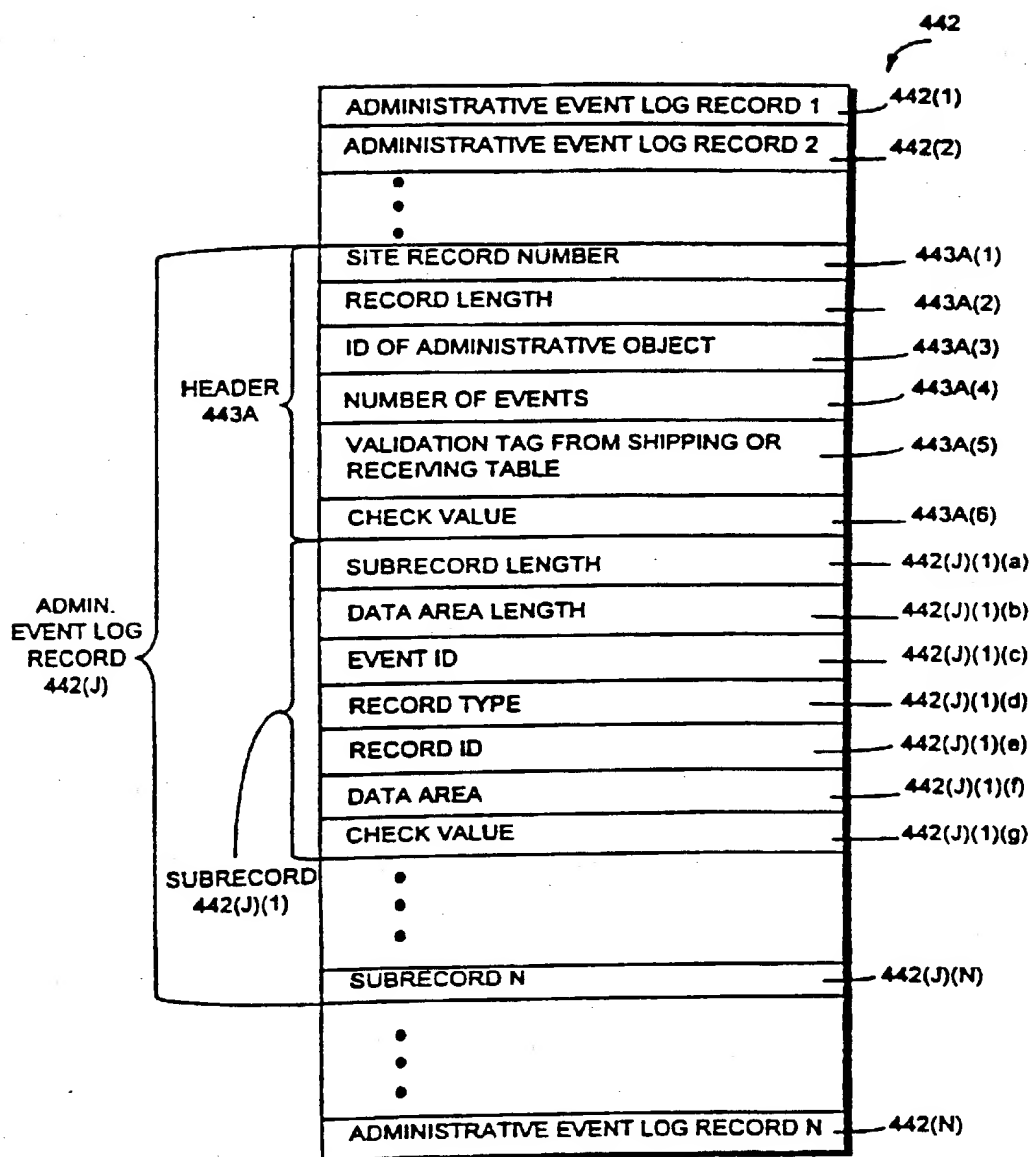 442
ADMINISTRATIVE EVENT LOG RECORD 1
442(1)
ADMINISTRATIVE EVENT LOG RECORD 2
442(2)
SITE RECORD NUMBER
443A(1)
RECORD LENGTH
443A(2)
ID OF ADMINISTRATIVE OBJECT
443A(3)
HEADER
443A
NUMBER OF EVENTS
443A(4)
VALIDATION TAG FROM SHIPPING OR
RECEIVING TABLE
443A(5)
CHECK VALUE
443A(6)
SUBRECORD LENGTH
442(J)(1)(a)
DATA AREA LENGTH
442(J)(1)(b)
ADMIN.
EVENT LOG
RECORD
442(J)
EVENT ID
442(J)(1)(c)
RECORD TYPE
442(J)(1)(d)
RECORD ID
442(J)(1)(e)
DATA AREA
442(J)(1)(f)
CHECK VALUE
442(J)(1)(g)
SUBRECORD
442(J)(1)
SUBRECORD N
442(J)(N)
ADMINISTRATIVE EVENT LOG RECORD N
442(N)